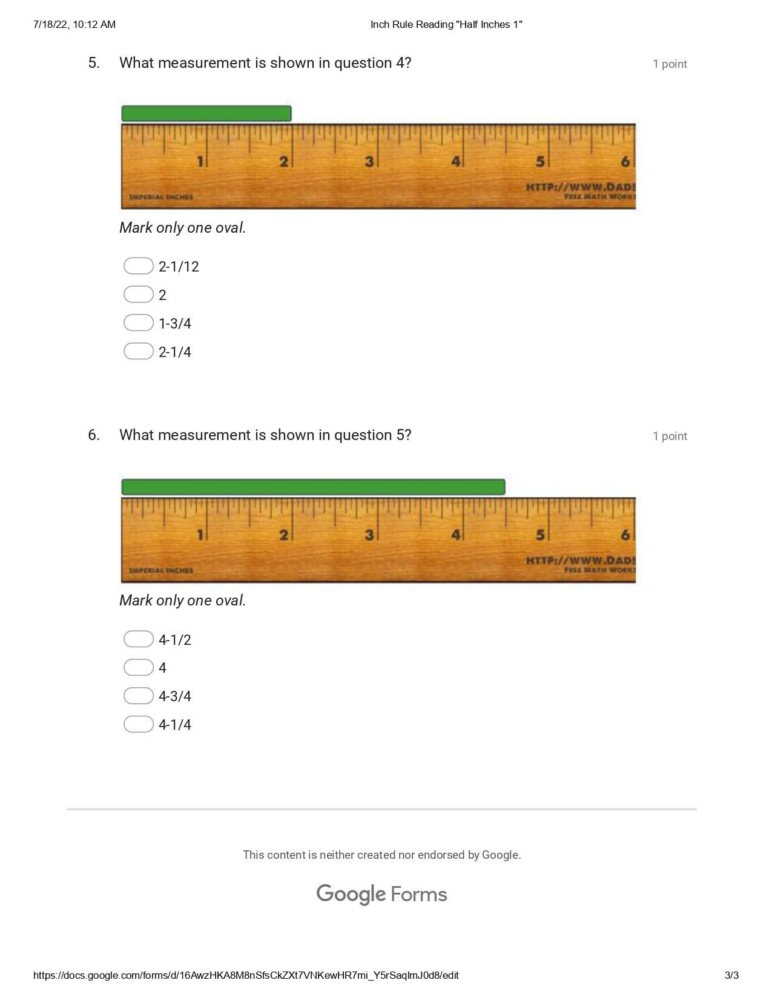 7/18/22, 10:12 AM
Inch Rule Reading "Half Inches 1"
5. What measurement is shown in question 4? 1 point
1 2 3 4 5 6
HTTP://WWW.DADS
IMPERIAL INCHES FREE MATH WORK
Mark only one oval.
2-1/12
2
1-3/4
2-1/4
6. What measurement is shown in question 5? 1 point
1 2 3 4 5 6
HTTP://WWW.DADS
IMPERIAL INCHES FREE MATH WORK
Mark only one oval.
4-1/2
4
4-3/4
4-1/4
This content is neither created nor endorsed by Google.
Google Forms
https://docs.google.com/forms/d/16AwzHKA8M8nSfsCkZXt7VNKewHR7mi_Y5rSaqImJ0d8/edit 3/3